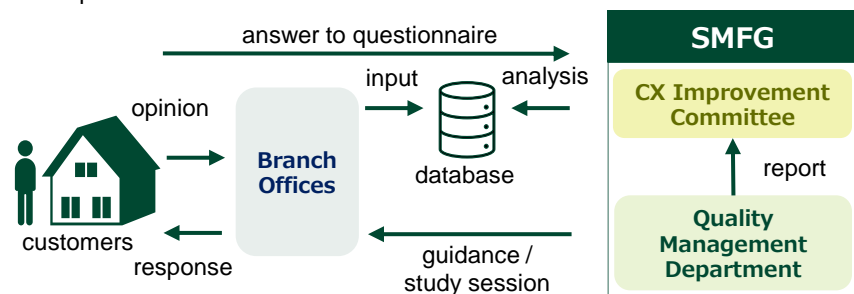 answer to questionnaire
SMFG
input
analysis
opinion
CX Improvement
Committee
Branch
Offices
database
report
customers
response
guidance /
study session
Quality
Management
Department